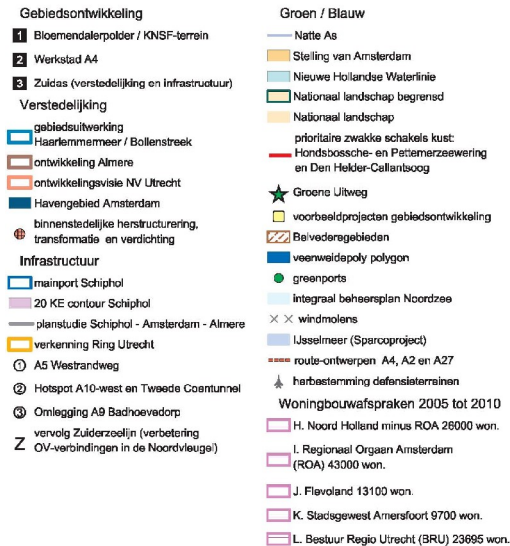 Gebiedsontwikkeling
1 Bloemendalerpolder / KNSF-terrein
2 Werkstad A4
3 Zuidas (verstedelijking en infrastructuur)
Verstedelijking
gebiedsuitwerking
Haarlemmermeer / Bollenstreek
ontwikkeling Almere
ontwikkelingsvisie NV Utrecht
Havengebied Amsterdam
binnenstedelijke herstructurering,
transformatie en verdichting
Infrastructuur
mainport Schiphol
20 KE contour Schiphol
planstudie Schiphol - Amsterdam - Almere
verkenning Ring Utrecht
1 A5 Westrandweg
2 Hotspot A10-west en Tweede Coentunnel
3 Omlegging A9 Badhoevedorp
Z vervolg Zuiderzeelijn (verbetering
OV-verbindingen in de Noordvleugel)
Groen / Blauw
Natte As
Stelling van Amsterdam
Nieuwe Hollandse Waterlinie
Nationaal landschap begrensd
Nationaal landschap
prioritaire zwakke schakels kust:
Hondsbossche- en Pettemerzeewering
en Den Helder-Callantsoog
Groene Uitweg
voorbeeldprojecten gebiedsontwikkeling
Belvederegebieden
veenweidepoly polygon
greenports
integraal beheersplan Noordzee
windmolens
IJsselmeer (Sparcoproject)
route-ontwerpen A4, A2 en A27
herbestemming defensieterreinen
Woningbouwafspraken 2005 tot 2010
H. Noord Holland minus ROA 26000 won.
I. Regionaal Orgaan Amsterdam
(ROA) 43000 won.
J. Flevoland 13100 won.
K. Stadsgewest Amersfoort 9700 won.
L. Bestuur Regio Utrecht (BRU) 23695 won.